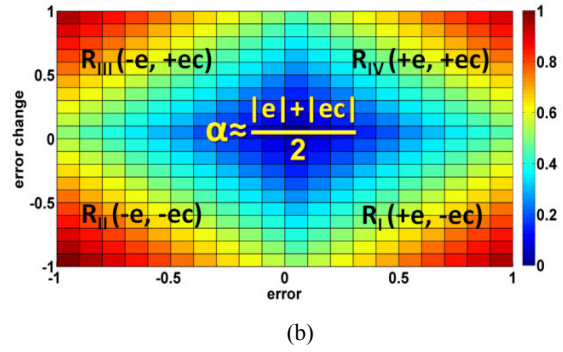 1
0.5
0
-0.5
-1
error change
R_III (-e, +ec)
R_IV (+e, +ec)
α≈ |e|+|ec| / 2
R_II (-e, -ec)
R_I (+e, -ec)
-1 -0.5 0 0.5 1
error
1
0.8
0.6
0.4
0.2
0
(b)